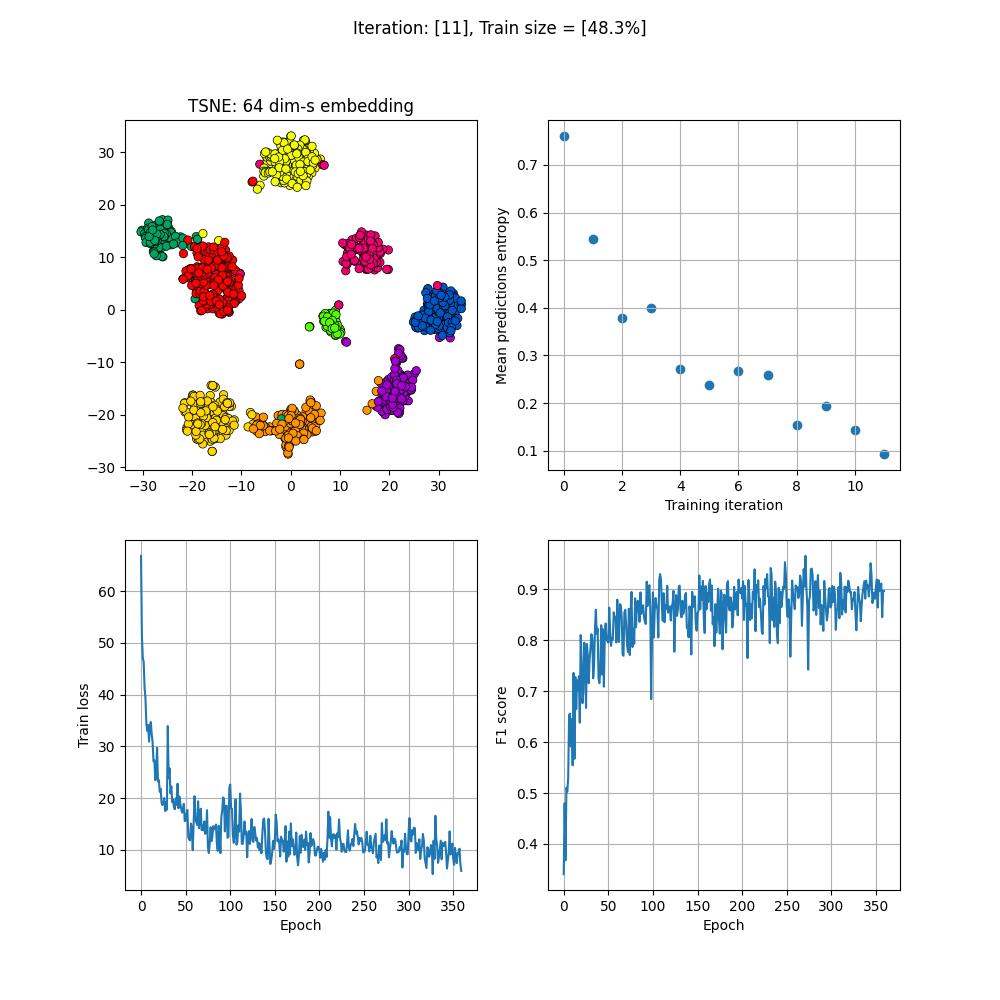 Iteration: [11], Train size = [48.3%]
TSNE: 64 dim-s embedding
30
20
10
0
−10
−20
−30
−30 −20 −10 0 10 20 30
Mean predictions entropy
0.7
0.6
0.5
0.4
0.3
0.2
0.1
0 2 4 6 8 10
Training iteration
Train loss
60
50
40
30
20
10
0 50 100 150 200 250 300 350
Epoch
F1 score
0.9
0.8
0.7
0.6
0.5
0.4
0 50 100 150 200 250 300 350
Epoch